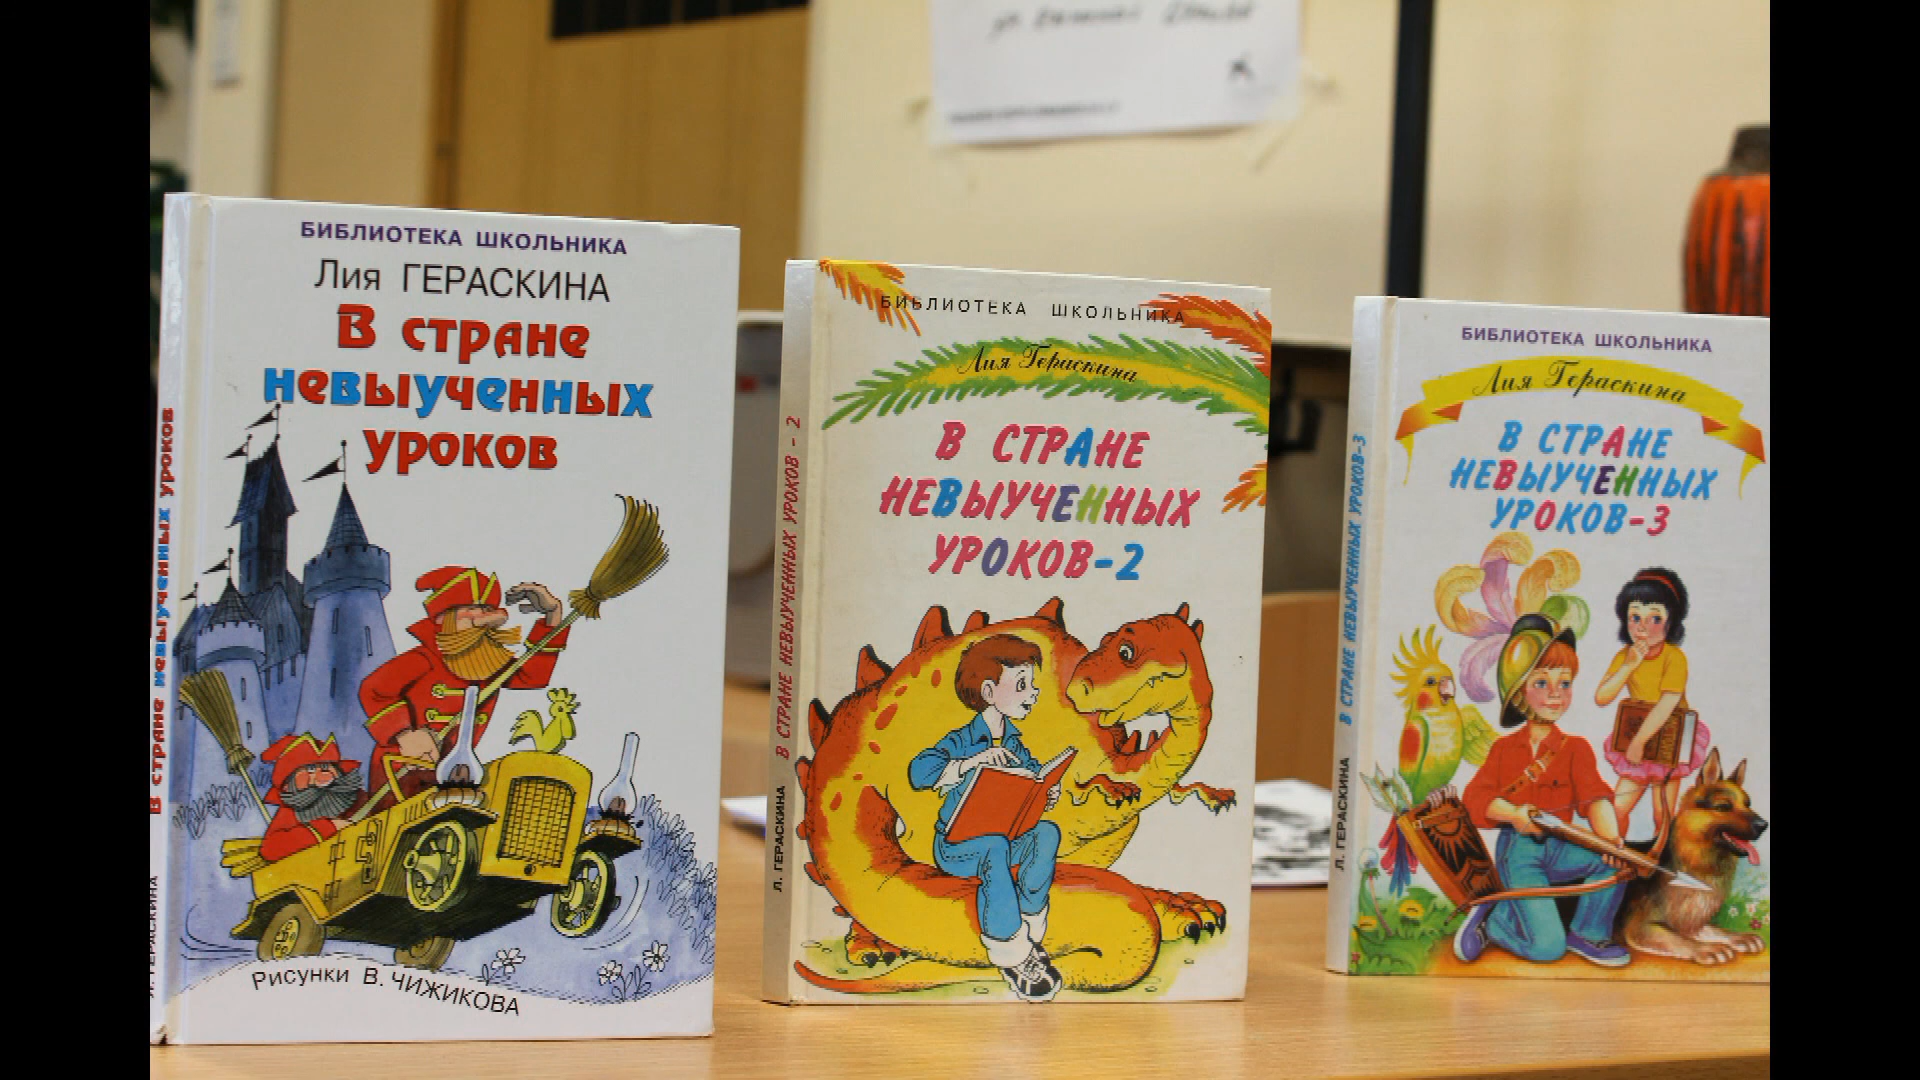 БИБЛИОТЕКА ШКОЛЬНИКА
Лия ГЕРАСКИНА
В стране
невыученных
уроков
Рисунки В. ЧИЖИКОВА
В стране невыученных уроков
Л. ГЕРАСКИНА
БИБЛИОТЕКА ШКОЛЬНИКА
Лия Гераскина
В СТРАНЕ
НЕВЫУЧЕННЫХ
УРОКОВ-2
Л. ГЕРАСКИНА В СТРАНЕ НЕВЫУЧЕННЫХ УРОКОВ - 2
БИБЛИОТЕКА ШКОЛЬНИКА
Лия Гераскина
В СТРАНЕ
НЕВЫУЧЕННЫХ
УРОКОВ-3
Л. ГЕРАСКИНА В СТРАНЕ НЕВЫУЧЕННЫХ УРОКОВ-3